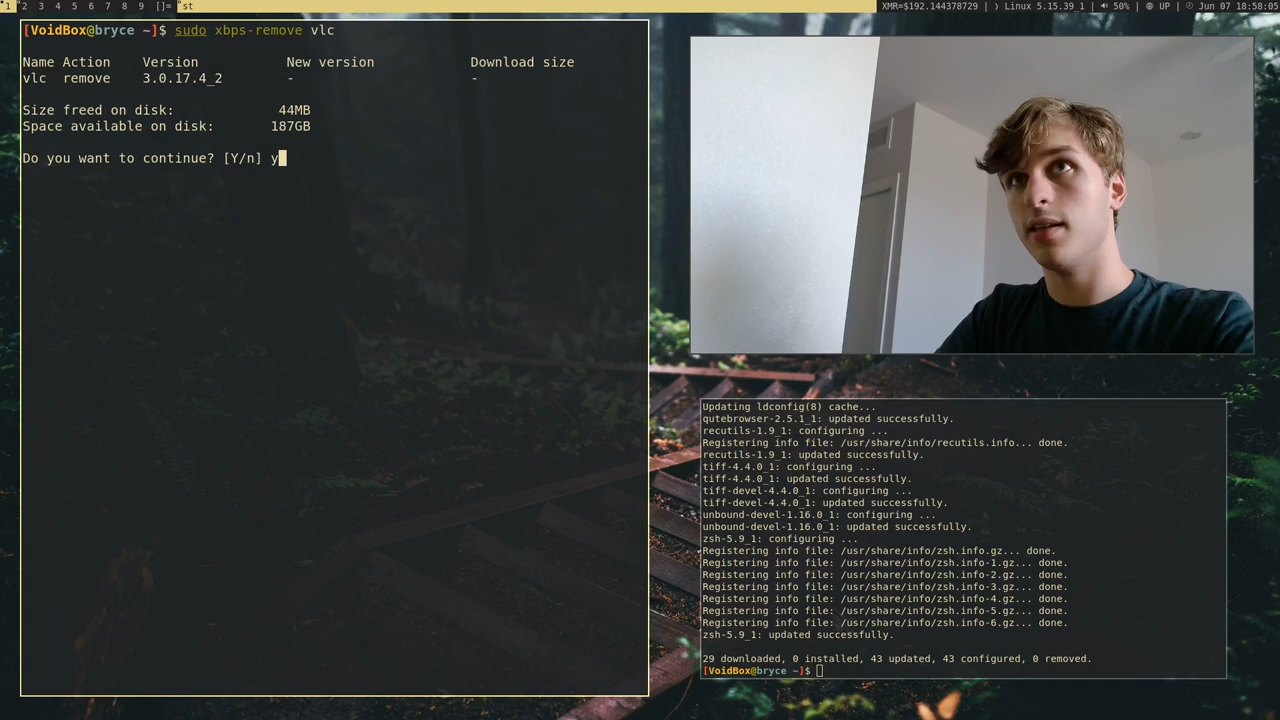 1 2 3 4 5 6 7 8 9 []= st XMR=$192.144378729 | Linux 5.15.39_1 | 50% | UP | Jun 07 18:58:05
[VoidBox@bryce ~]$ sudo xbps-remove vlc
Name Action Version New version Download size
vlc remove 3.0.17.4_2 - -
Size freed on disk: 44MB
Space available on disk: 187GB
Do you want to continue? [Y/n] y
Updating ldconfig(8) cache...
qutebrowser-2.5.1_1: updated successfully.
recutils-1.9_1: configuring ...
Registering info file: /usr/share/info/recutils.info... done.
recutils-1.9_1: updated successfully.
tiff-4.4.0_1: configuring ...
tiff-4.4.0_1: updated successfully.
tiff-devel-4.4.0_1: configuring ...
tiff-devel-4.4.0_1: updated successfully.
unbound-devel-1.16.0_1: configuring ...
unbound-devel-1.16.0_1: updated successfully.
zsh-5.9_1: configuring ...
Registering info file: /usr/share/info/zsh.info.gz... done.
Registering info file: /usr/share/info/zsh.info-1.gz... done.
Registering info file: /usr/share/info/zsh.info-2.gz... done.
Registering info file: /usr/share/info/zsh.info-3.gz... done.
Registering info file: /usr/share/info/zsh.info-4.gz... done.
Registering info file: /usr/share/info/zsh.info-5.gz... done.
Registering info file: /usr/share/info/zsh.info-6.gz... done.
zsh-5.9_1: updated successfully.
29 downloaded, 0 installed, 43 updated, 43 configured, 0 removed.
[VoidBox@bryce ~]$